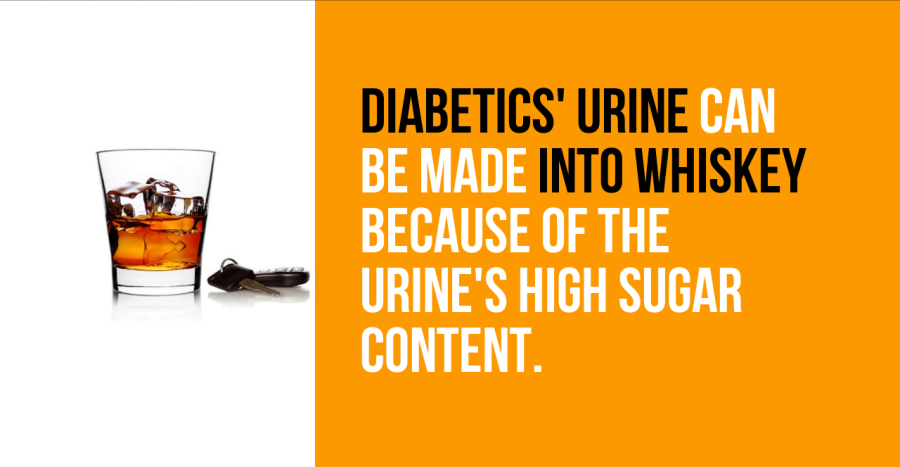 DIABETICS' URINE CAN
BE MADE INTO WHISKEY
BECAUSE OF THE
URINE'S HIGH SUGAR
CONTENT.